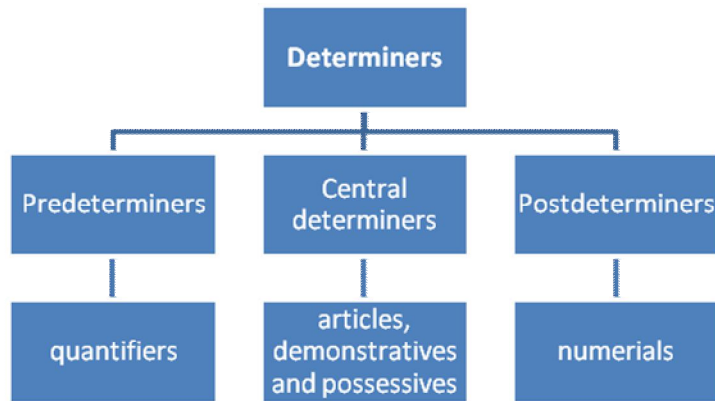 Determiners
Predeterminers
Central
determiners
Postdeterminers
quantifiers
articles,
demonstratives
and possessives
numerials